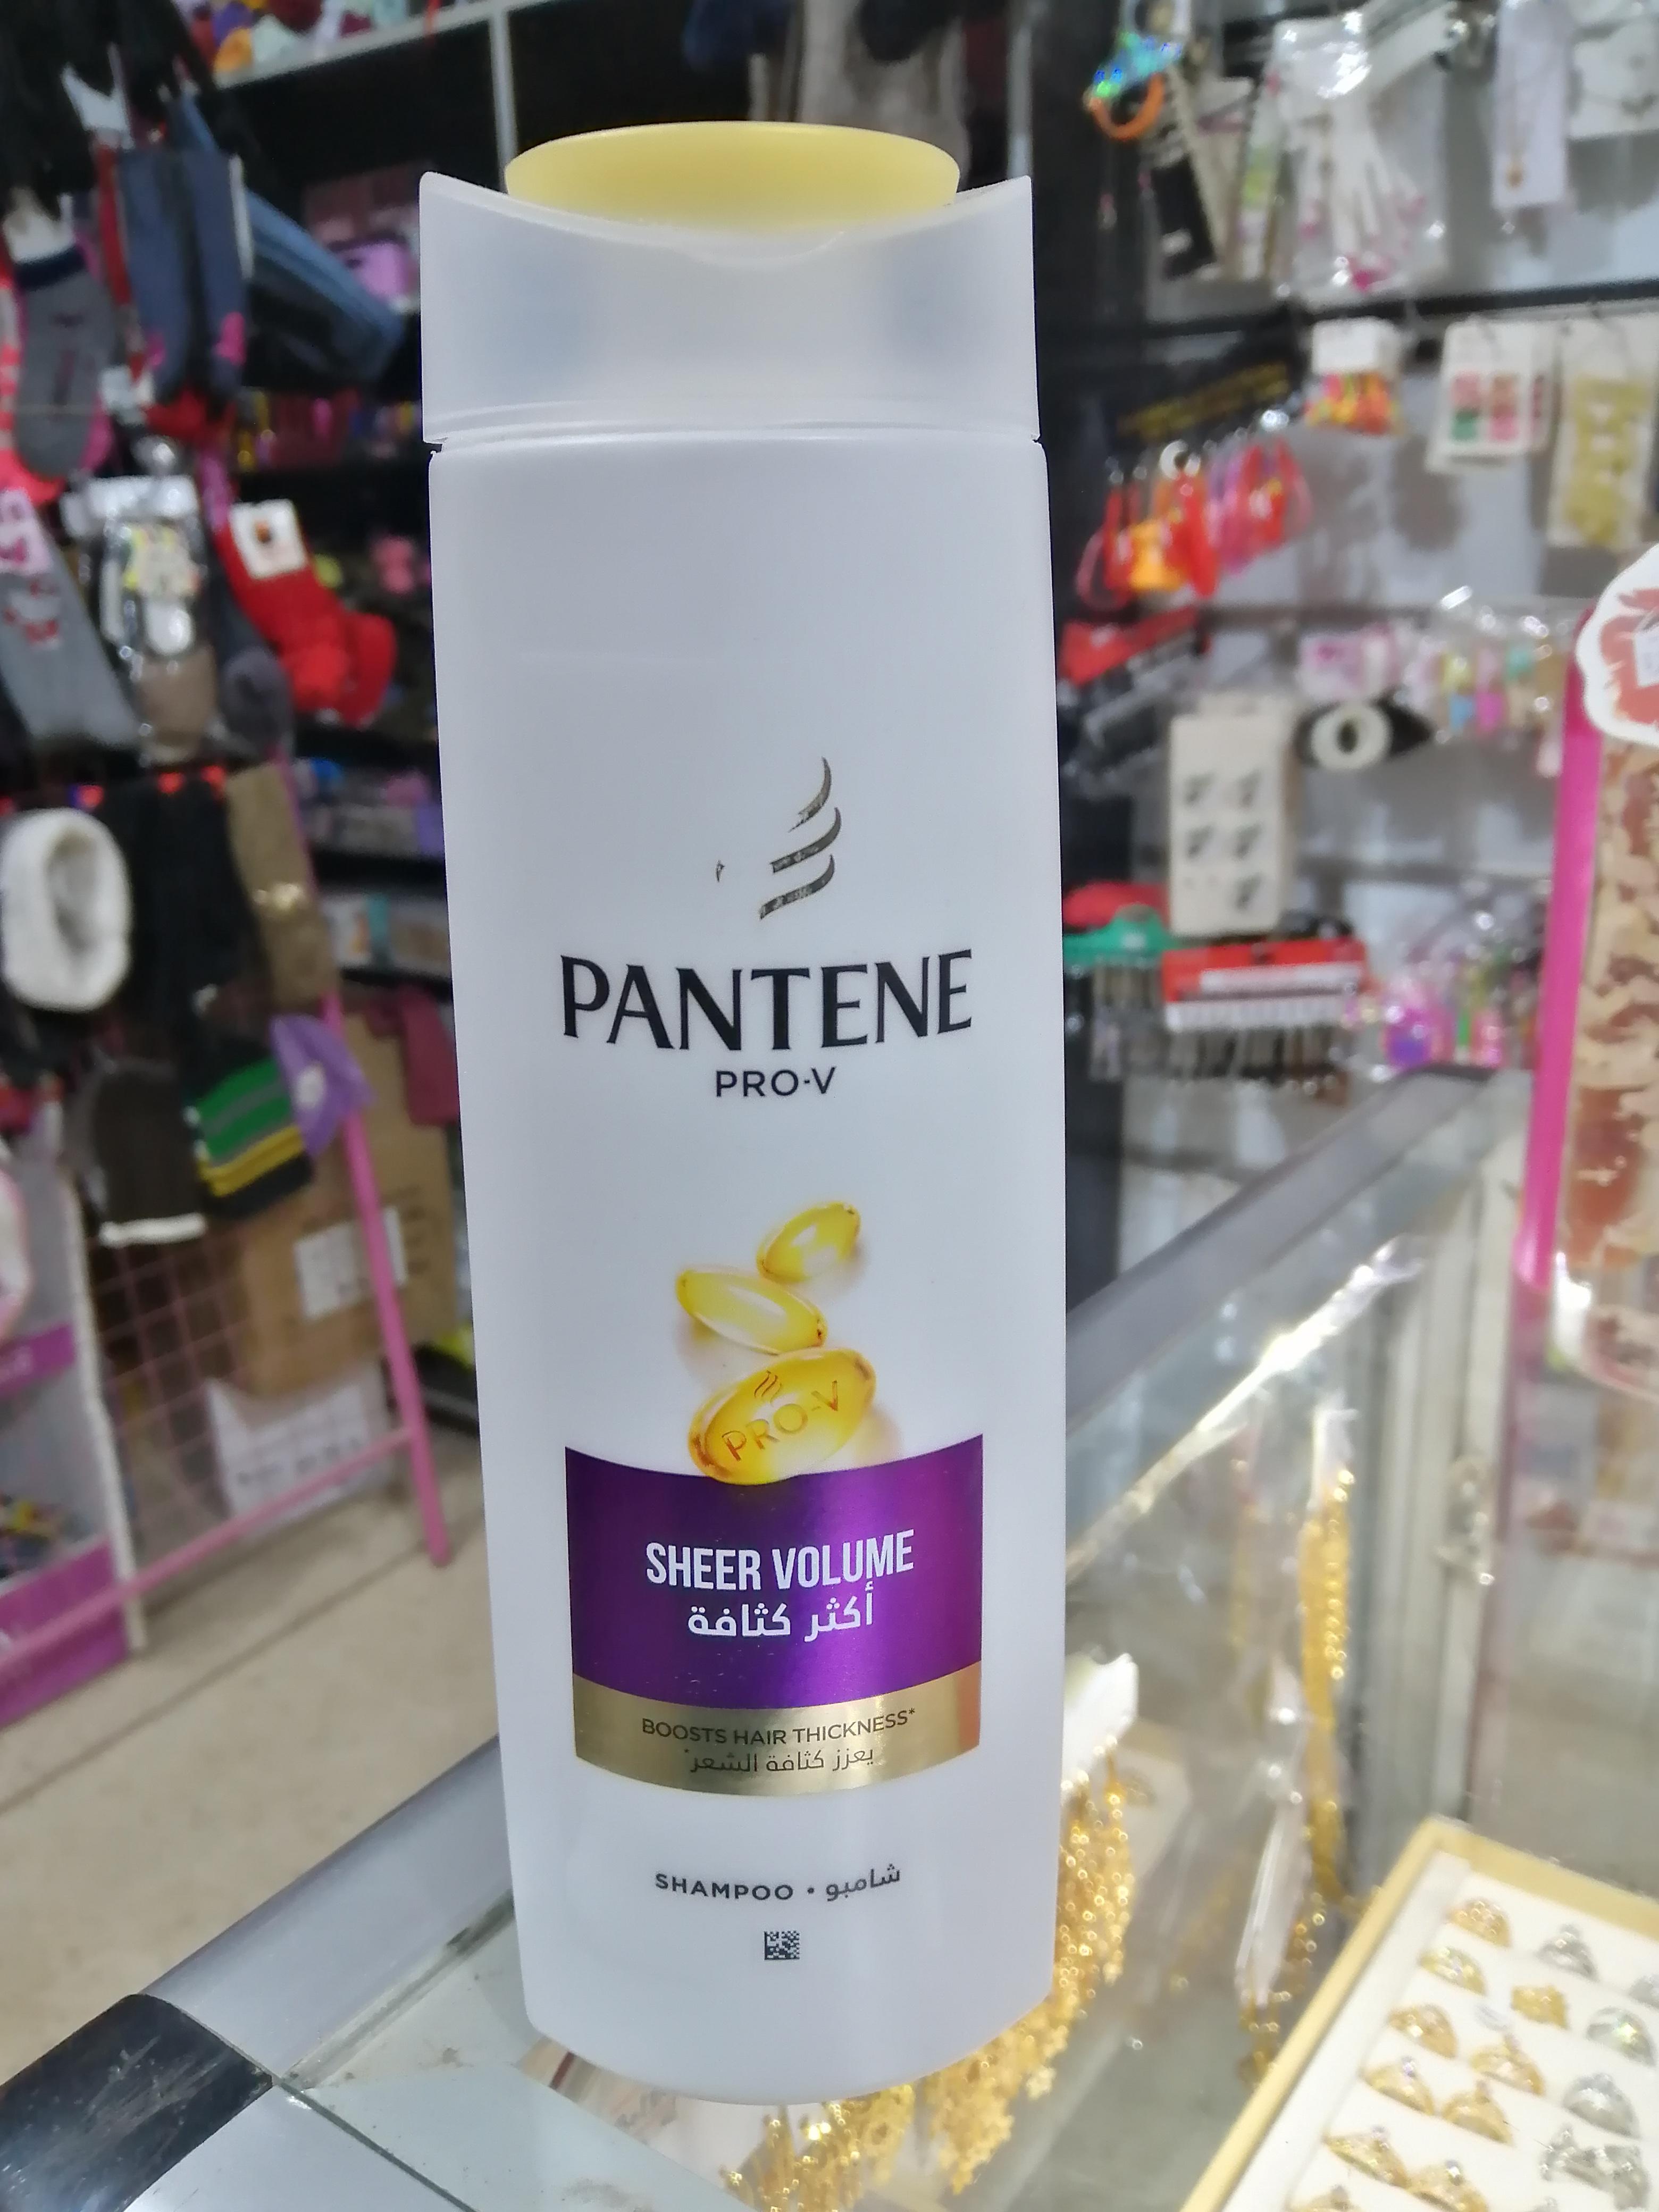 PANTENE
PRO-V
PRO-V
SHEER VOLUME
أكثر كثافة
BOOSTS HAIR THICKNESS*
يعزز كثافة الشعر*
SHAMPOO • شامبو